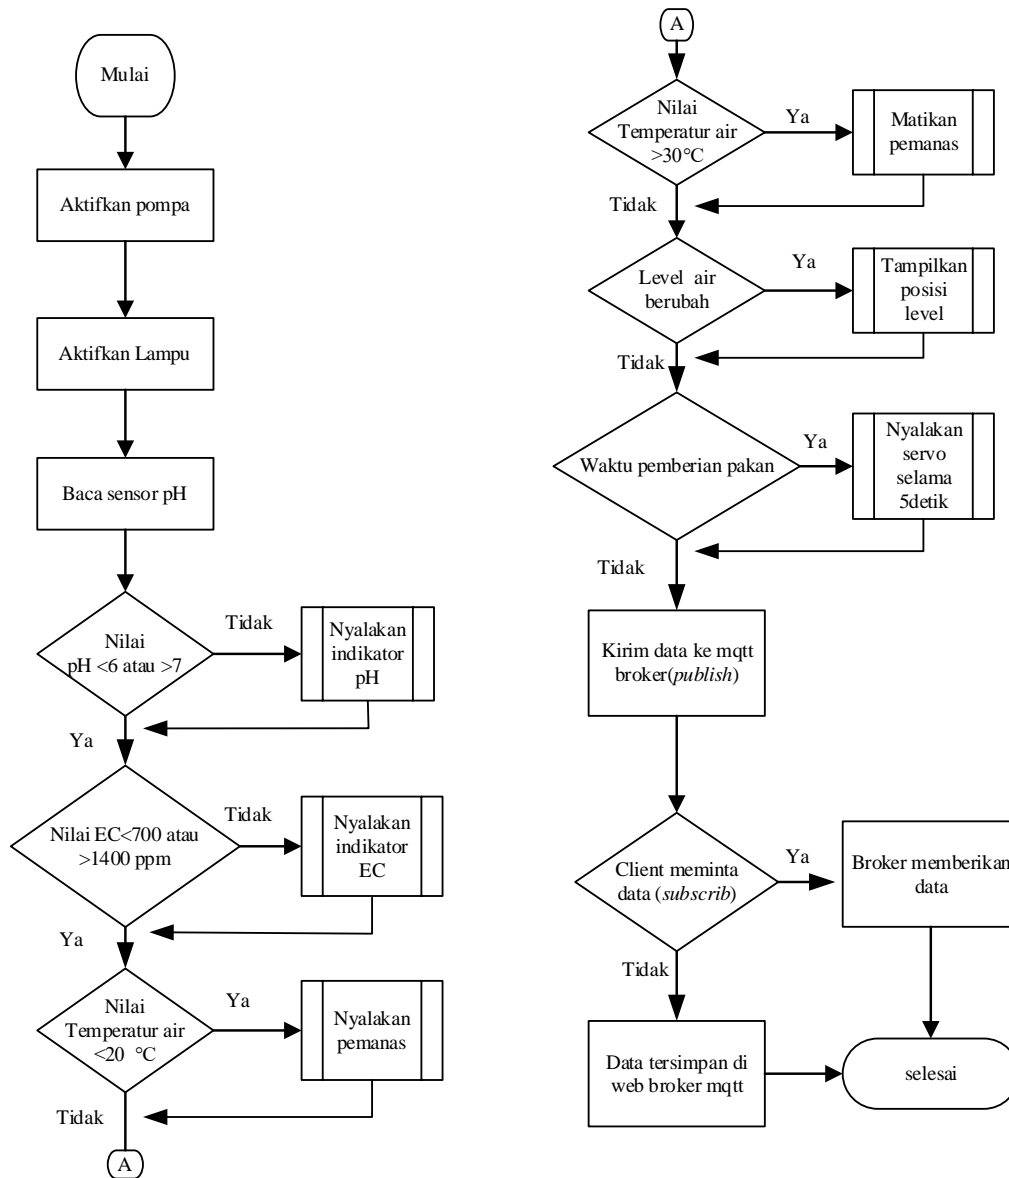 Mulai
Aktifkan pompa
Aktifkan Lampu
Baca sensor pH
Nilai
pH <6 atau >7
Tidak
Nyalakan
indikator
pH
Ya
Nilai EC<700 atau
>1400 ppm
Tidak
Nyalakan
indikator
EC
Ya
Nilai
Temperatur air
<20 °C
Ya
Nyalakan
pemanas
Tidak
A
A
Nilai
Temperatur air
>30°C
Ya
Matikan
pemanas
Tidak
Level air
berubah
Ya
Tampilkan
posisi
level
Tidak
Waktu pemberian pakan
Ya
Nyalakan
servo
selama
5detik
Tidak
Kirim data ke mqtt
broker(publish)
Client meminta
data (subscrib)
Ya
Broker memberikan
data
Tidak
Data tersimpan di
web broker mqtt
selesai